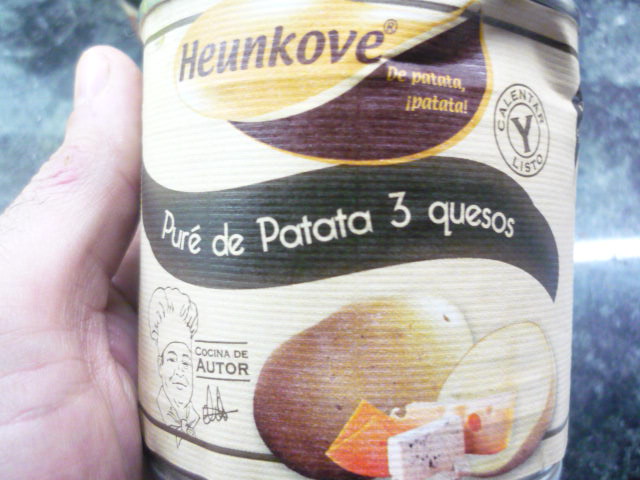 Heunkove®
De patata,
¡patata!
CALENTAR
Y
LISTO
Puré de Patata 3 quesos
COCINA DE
AUTOR